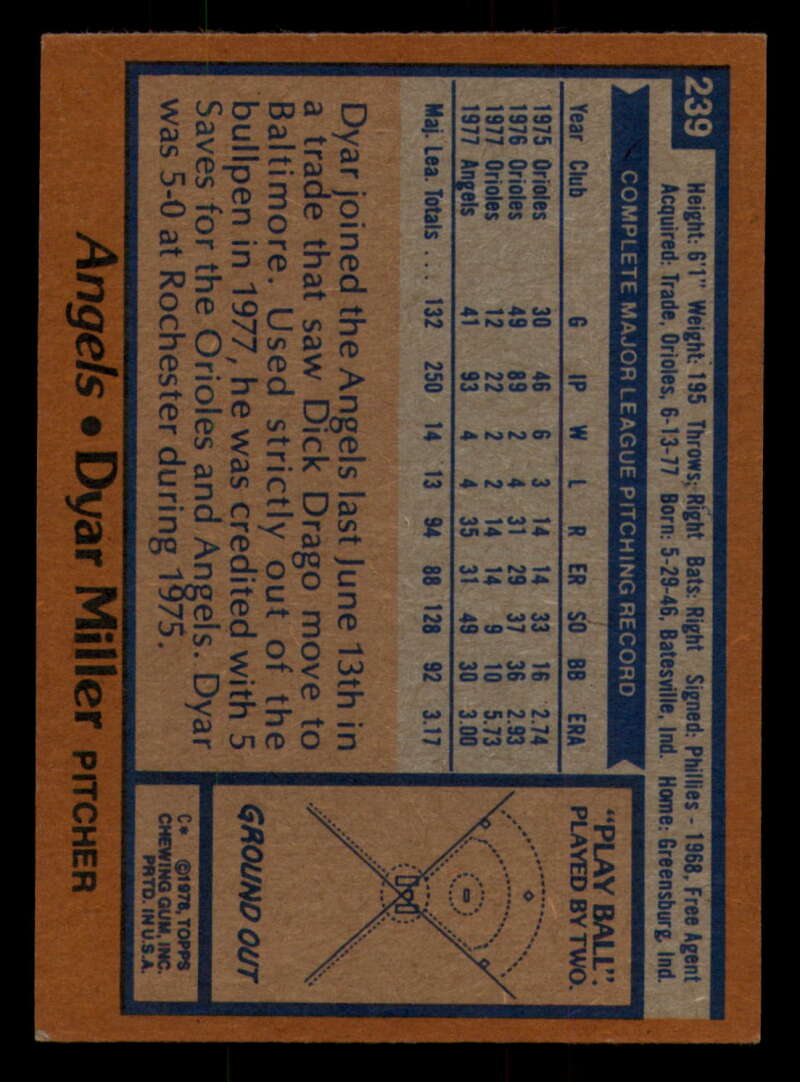 239
Height: 6'1" Weight: 195 Throws: Right Bats: Right Signed: Phillies - 1968, Free Agent
Acquired: Trade, Orioles, 6-13-77 Born: 5-29-46, Batesville, Ind. Home: Greensburg, Ind.
COMPLETE MAJOR LEAGUE PITCHING RECORD
Year Club G IP W L R ER SO BB ERA
1975 Orioles 30 46 6 3 14 14 33 16 2.74
1976 Orioles 49 89 2 4 31 29 37 36 2.93
1977 Orioles 12 22 2 2 14 14 9 10 5.73
1977 Angels 41 93 4 4 35 31 49 30 3.00
Maj. Lea. Totals ... 132 250 14 13 94 88 128 92 3.17
Dyar joined the Angels last June 13th in
a trade that saw Dick Drago move to
Baltimore. Used strictly out of the
bullpen in 1977, he was credited with 5
Saves for the Orioles and Angels. Dyar
was 5-0 at Rochester during 1975.
"PLAY BALL".
PLAYED BY TWO.
GROUND OUT
C* ©1978, TOPPS
CHEWING GUM, INC.
PRTD. IN U.S.A.
Angels • Dyar Miller PITCHER